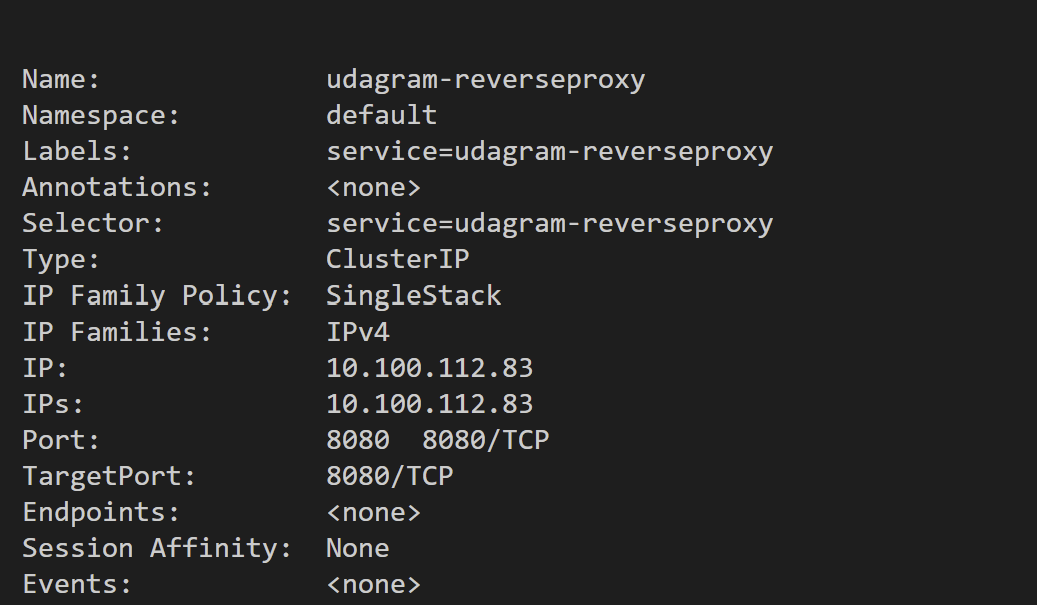 Name: udagram-reverseproxy
Namespace: default
Labels: service=udagram-reverseproxy
Annotations: <none>
Selector: service=udagram-reverseproxy
Type: ClusterIP
IP Family Policy: SingleStack
IP Families: IPv4
IP: 10.100.112.83
IPs: 10.100.112.83
Port: 8080 8080/TCP
TargetPort: 8080/TCP
Endpoints: <none>
Session Affinity: None
Events: <none>